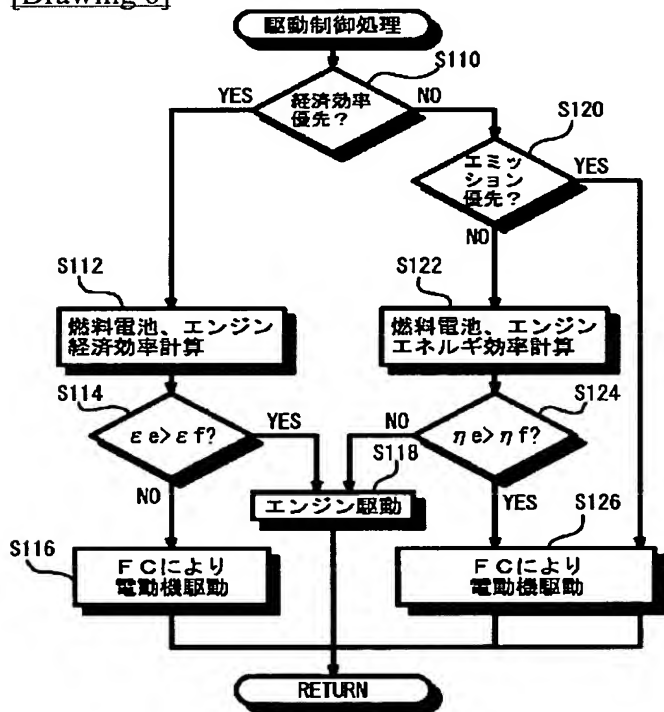 [Drawing 6]
駆動制御処理
S110
経済効率
優先?
YES
NO
S120
エミッ
ション
優先?
YES
NO
S112
燃料電池、エンジン
経済効率計算
S122
燃料電池、エンジン
エネルギ効率計算
S114
εe>εf?
YES
NO
S124
ηe>ηf?
NO
YES
S118
エンジン駆動
S116
FCにより
電動機駆動
S126
FCにより
電動機駆動
RETURN